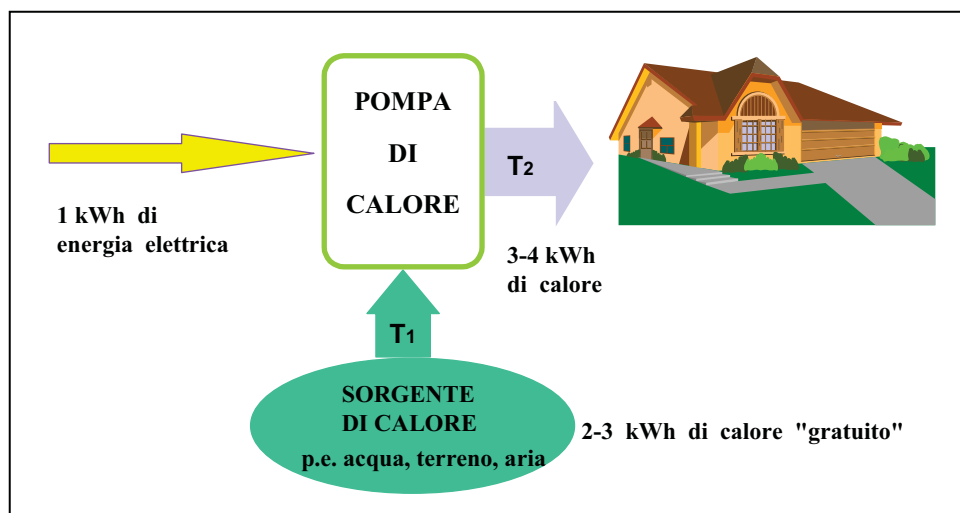 POMPA
DI
CALORE
1 kWh di
energia elettrica
T2
3-4 kWh
di calore
T1
SORGENTE
DI CALORE
p.e. acqua, terreno, aria
2-3 kWh di calore "gratuito"